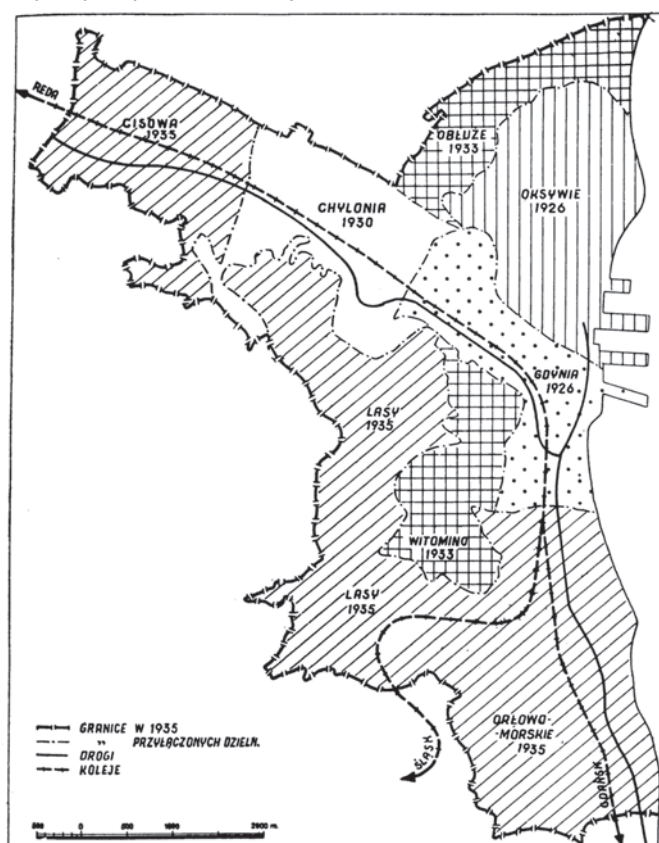 REDA
CISOWA
1935
OBŁUŻE
1933
OKSYWIE
1926
CHYLONIA
1930
GDYNIA
1926
LASY
1935
WITOMINO
1933
LASY
1935
ORŁOWO-
-MORSKIE
1935
ŚLĄSK
GDAŃSK
GRANICE W 1935
" PRZYŁĄCZONYCH DZIELN.
DROGI
KOLEJE
500 0 500 1000 2000 m.